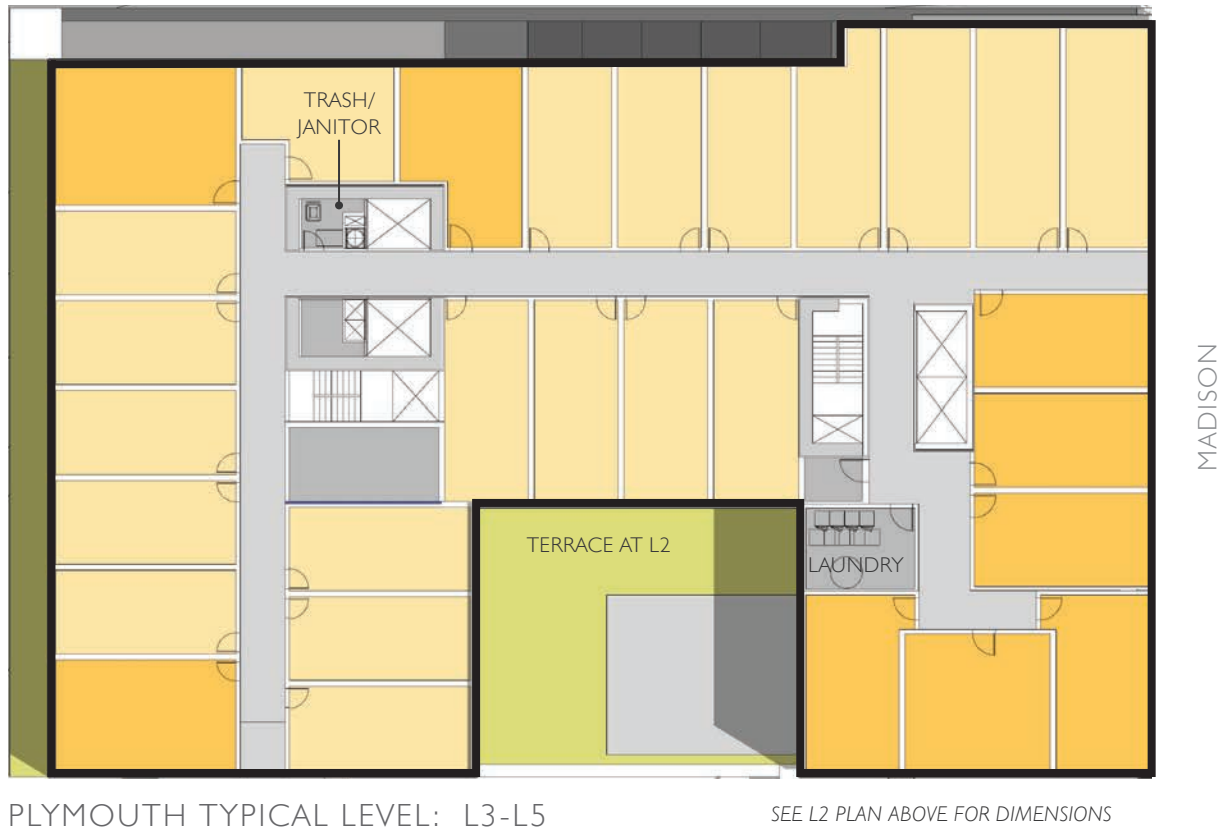 TRASH/
JANITOR
MADISON
TERRACE AT L2
LAUNDRY
PLYMOUTH TYPICAL LEVEL: L3-L5
SEE L2 PLAN ABOVE FOR DIMENSIONS